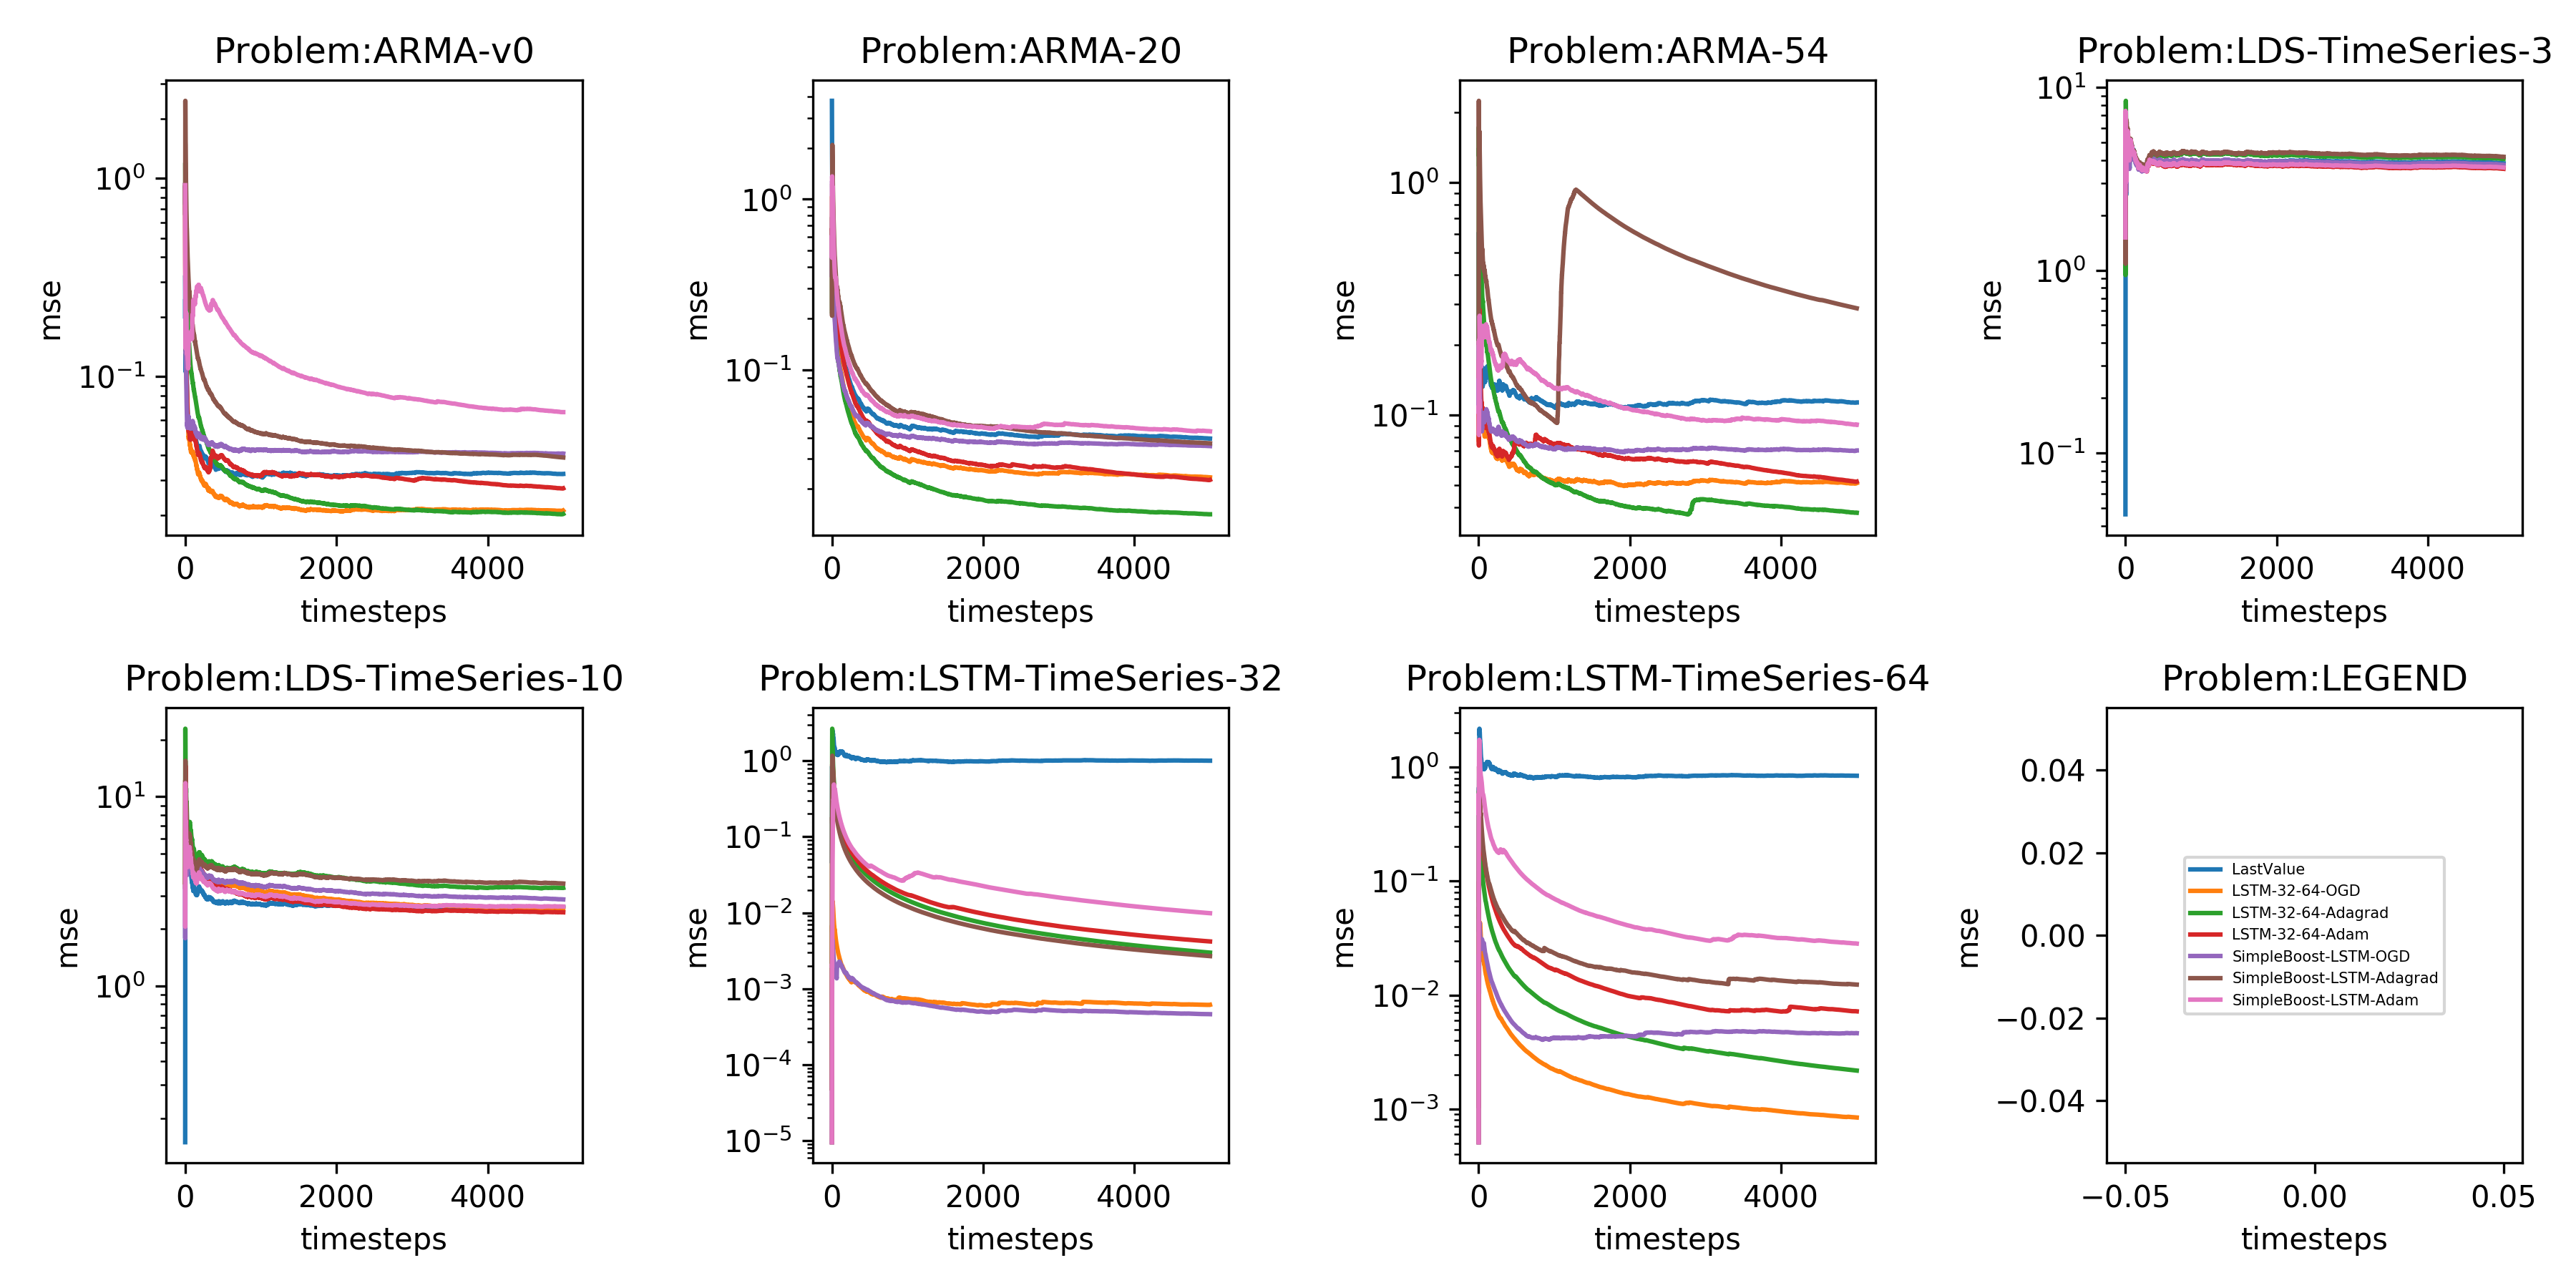 Problem:ARMA-v0
Problem:ARMA-20
Problem:ARMA-54
Problem:LDS-TimeSeries-3
mse
10^0
10^-1
0
2000
4000
timesteps
mse
10^0
10^-1
0
2000
4000
timesteps
mse
10^0
10^-1
0
2000
4000
timesteps
mse
10^1
10^0
10^-1
0
2000
4000
timesteps
Problem:LDS-TimeSeries-10
Problem:LSTM-TimeSeries-32
Problem:LSTM-TimeSeries-64
Problem:LEGEND
mse
10^1
10^0
0
2000
4000
timesteps
mse
10^0
10^-1
10^-2
10^-3
10^-4
10^-5
0
2000
4000
timesteps
mse
10^0
10^-1
10^-2
10^-3
0
2000
4000
timesteps
mse
0.04
0.02
0.00
−0.02
−0.04
LastValue
LSTM-32-64-OGD
LSTM-32-64-Adagrad
LSTM-32-64-Adam
SimpleBoost-LSTM-OGD
SimpleBoost-LSTM-Adagrad
SimpleBoost-LSTM-Adam
−0.05
0.00
0.05
timesteps